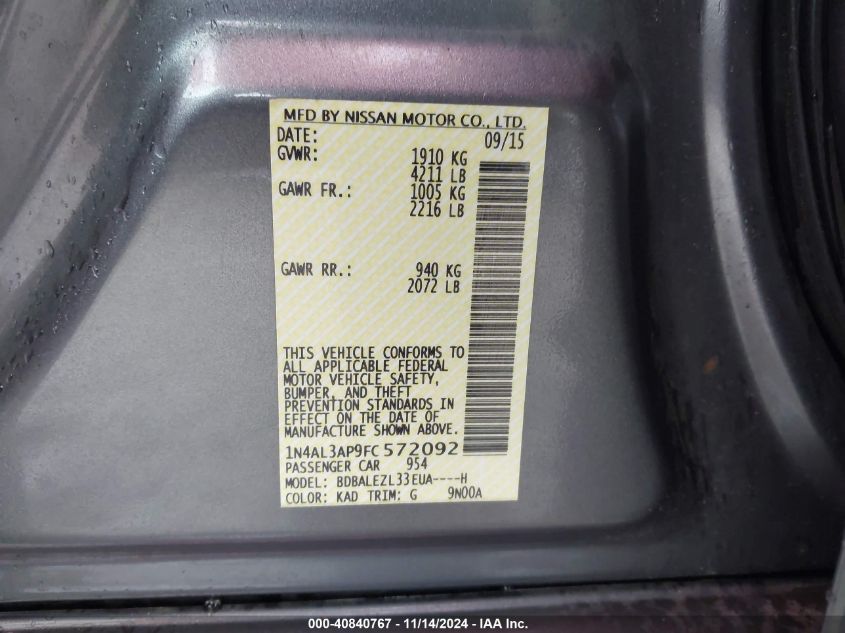 MFD BY NISSAN MOTOR CO., LTD.
DATE: 09/15
GVWR: 1910 KG
4211 LB
GAWR FR.: 1005 KG
2216 LB
GAWR RR.: 940 KG
2072 LB
THIS VEHICLE CONFORMS TO
ALL APPLICABLE FEDERAL
MOTOR VEHICLE SAFETY,
BUMPER, AND THEFT
PREVENTION STANDARDS IN
EFFECT ON THE DATE OF
MANUFACTURE SHOWN ABOVE.
1N4AL3AP9FC572092
PASSENGER CAR 954
MODEL: BDBALEZL33EUA----H
COLOR: KAD TRIM: G 9N00A
000-40840767 - 11/14/2024 - IAA Inc.